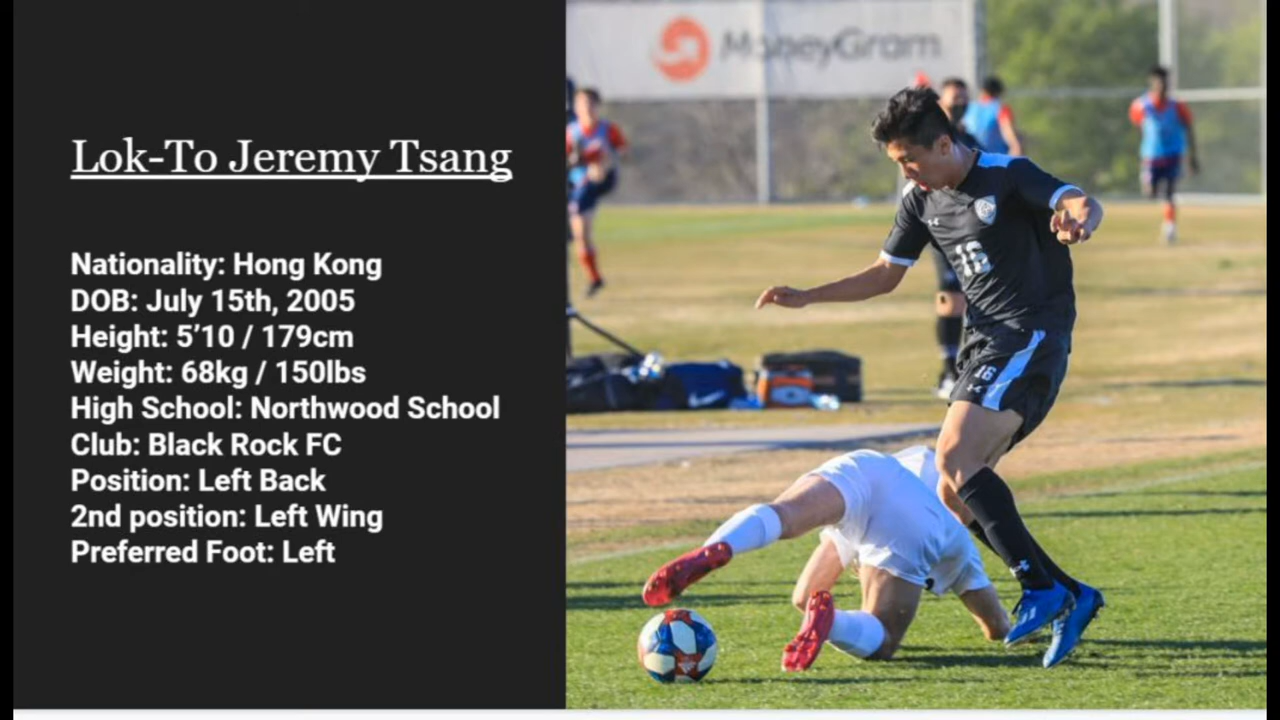 Lok-To Jeremy Tsang
Nationality: Hong Kong
DOB: July 15th, 2005
Height: 5’10 / 179cm
Weight: 68kg / 150lbs
High School: Northwood School
Club: Black Rock FC
Position: Left Back
2nd position: Left Wing
Preferred Foot: Left
MoneyGram
16
16